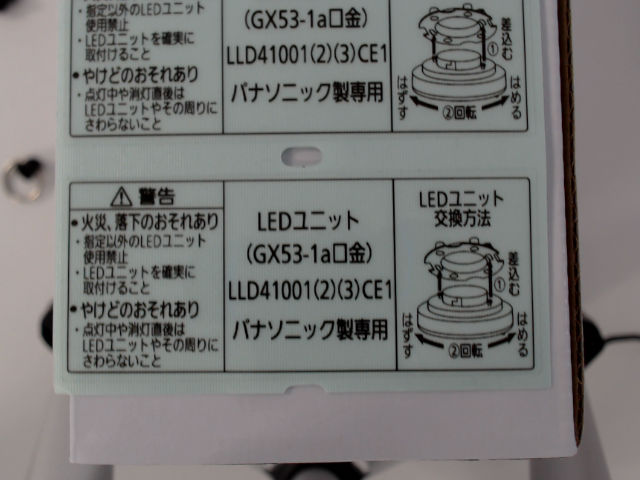 ・指定以外のLEDユニット
使用禁止
・LEDユニットを確実に
取付けること
●やけどのおそれあり
・点灯中や消灯直後は
LEDユニットやその周りに
さわらないこと
(GX53-1a口金)
LLD41001(2)(3)CE1
パナソニック製専用
①
差込む
はずす
②回転
はめる
⚠警告
●火災、落下のおそれあり
・指定以外のLEDユニット
使用禁止
・LEDユニットを確実に
取付けること
●やけどのおそれあり
・点灯中や消灯直後は
LEDユニットやその周りに
さわらないこと
LEDユニット
(GX53-1a口金)
LLD41001(2)(3)CE1
パナソニック製専用
LEDユニット
交換方法
①
差込む
はずす
②回転
はめる